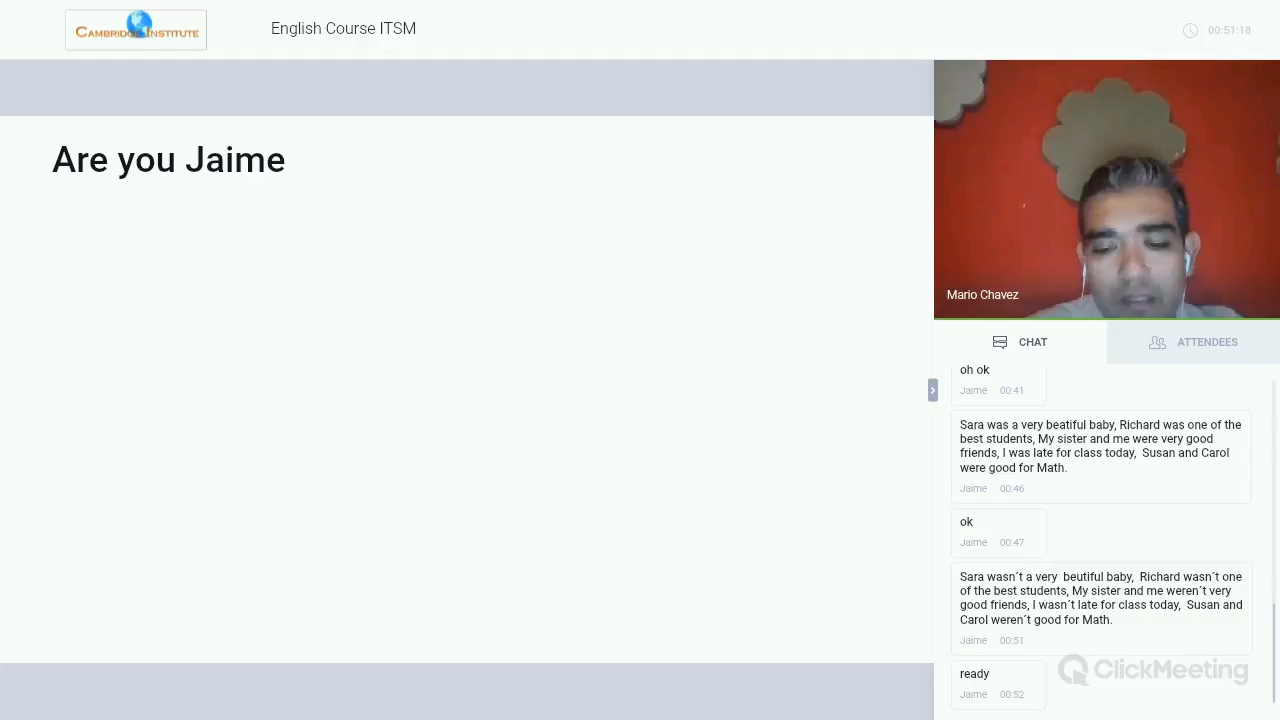 CAMBRIDGE INSTITUTE
English Course ITSM
00:51:18
Are you Jaime
Mario Chavez
CHAT
ATTENDEES
oh ok
Jaime 00:41
Sara was a very beatiful baby, Richard was one of the
best students, My sister and me were very good
friends, I was late for class today, Susan and Carol
were good for Math.
Jaime 00:46
ok
Jaime 00:47
Sara wasn´t a very beutiful baby, Richard wasn´t one
of the best students, My sister and me weren´t very
good friends, I wasn´t late for class today, Susan and
Carol weren´t good for Math.
Jaime 00:51
ready
Jaime 00:52
ClickMeeting